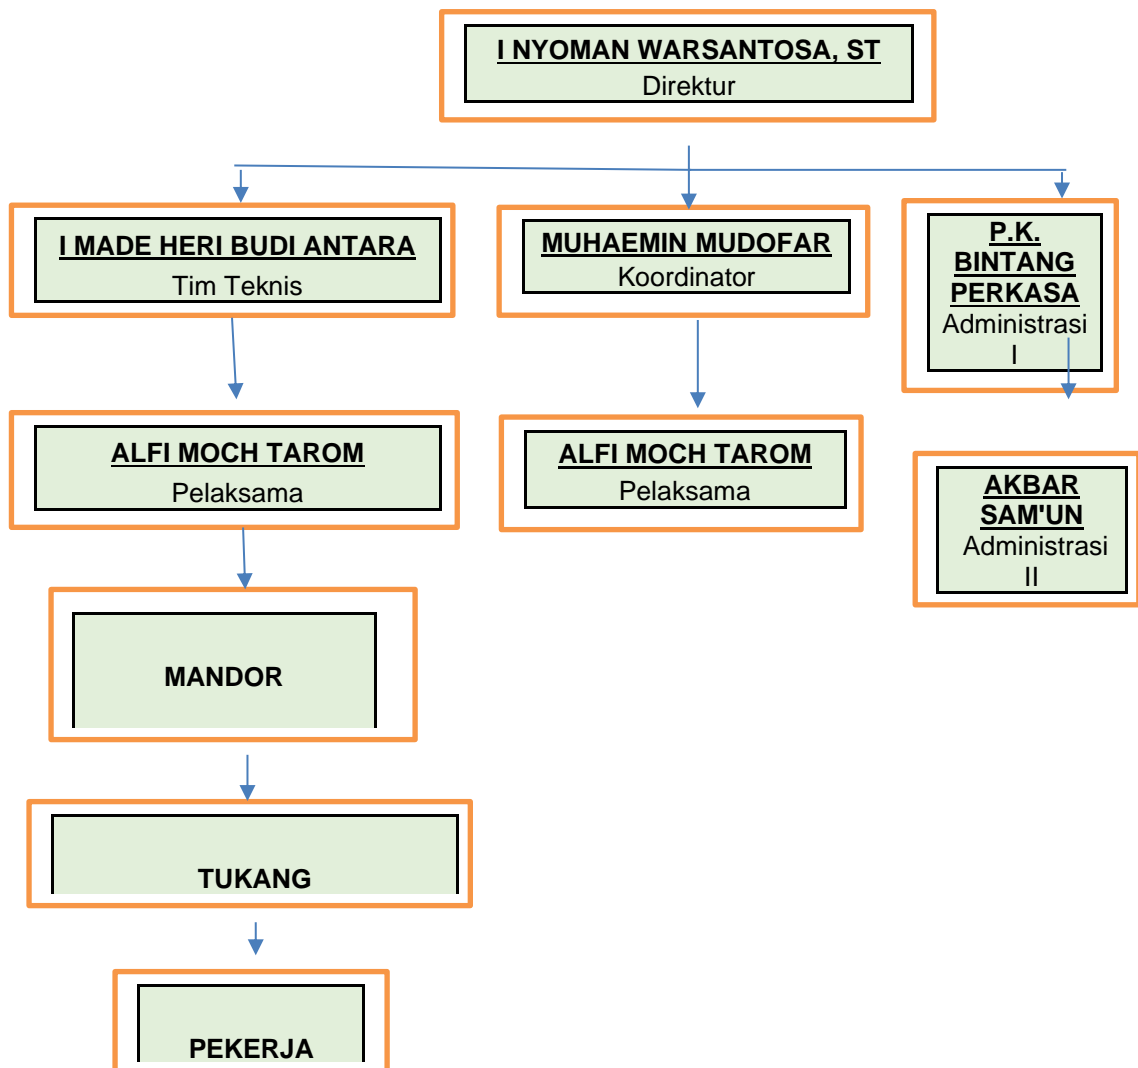 I NYOMAN WARSANTOSA, ST
Direktur
I MADE HERI BUDI ANTARA
Tim Teknis
MUHAEMIN MUDOFAR
Koordinator
P.K.
BINTANG
PERKASA
Administrasi
I
ALFI MOCH TAROM
Pelaksama
ALFI MOCH TAROM
Pelaksama
AKBAR
SAM'UN
Administrasi
II
MANDOR
TUKANG
PEKERJA